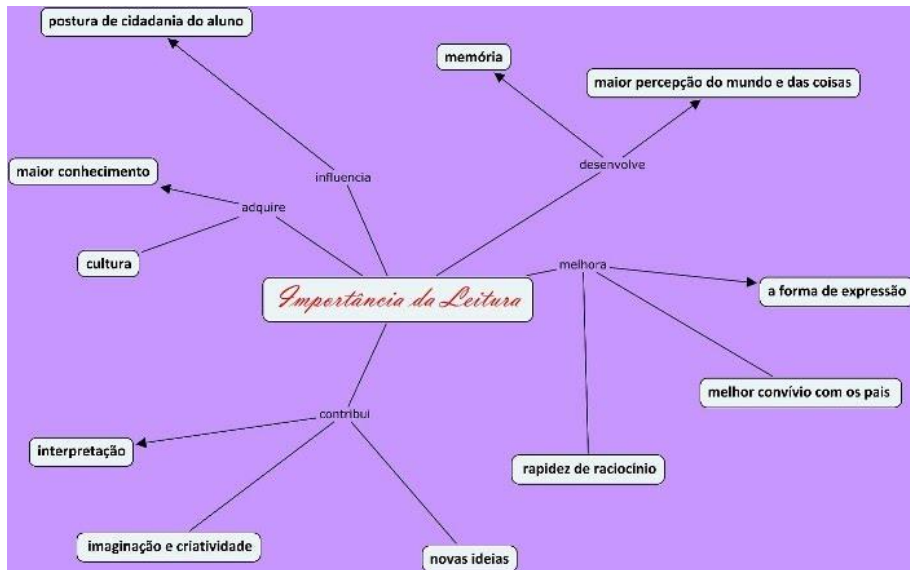 postura de cidadania do aluno
memória
maior percepção do mundo e das coisas
maior conhecimento
influencia
desenvolve
adquire
cultura
melhora
Importância da Leitura
a forma de expressão
melhor convívio com os pais
contribui
interpretação
rapidez de raciocínio
imaginação e criatividade
novas ideias